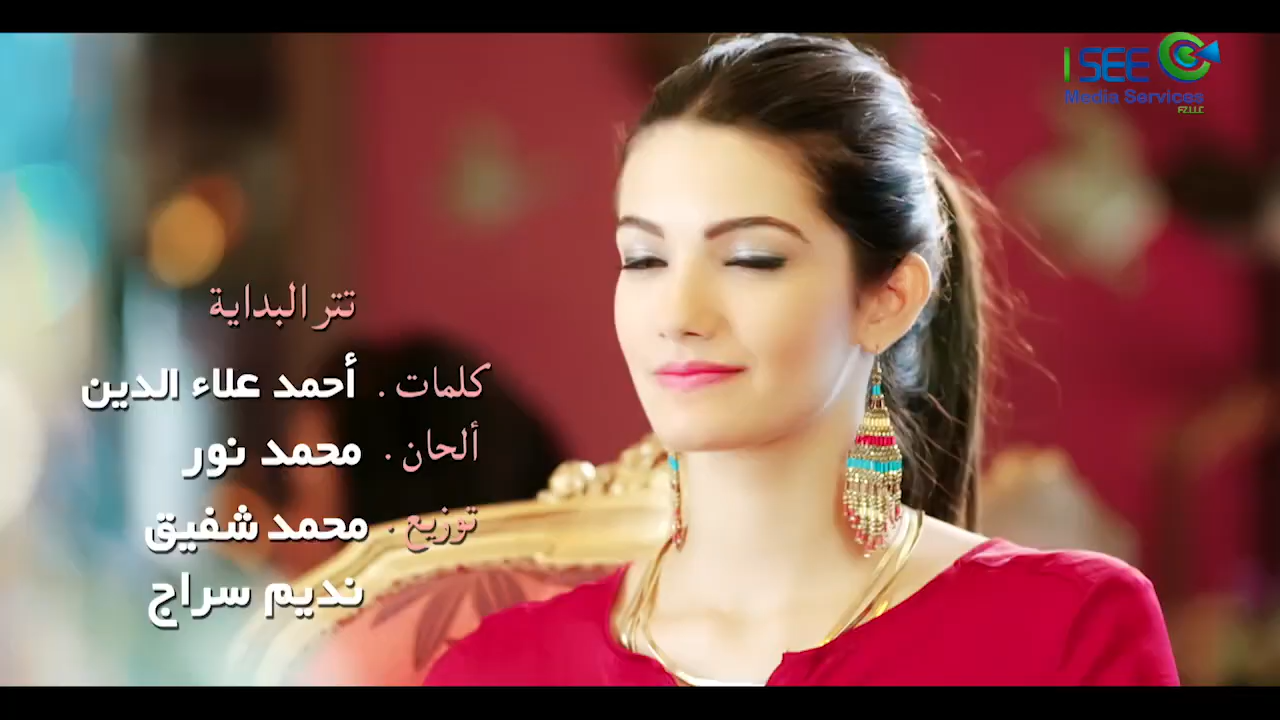 I SEE
Media Services
FZ.LLC
تتر البداية
كلمات . أحمد علاء الدين
ألحان . محمد نور
توزيع . محمد شفيق
نديم سراج